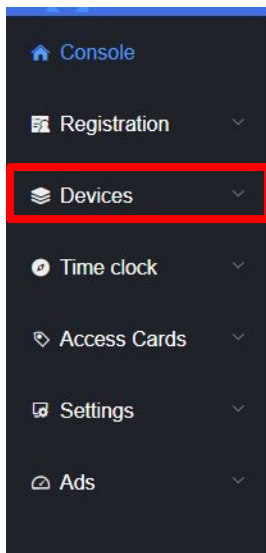 Console
Registration
Devices
Time clock
Access Cards
Settings
Ads